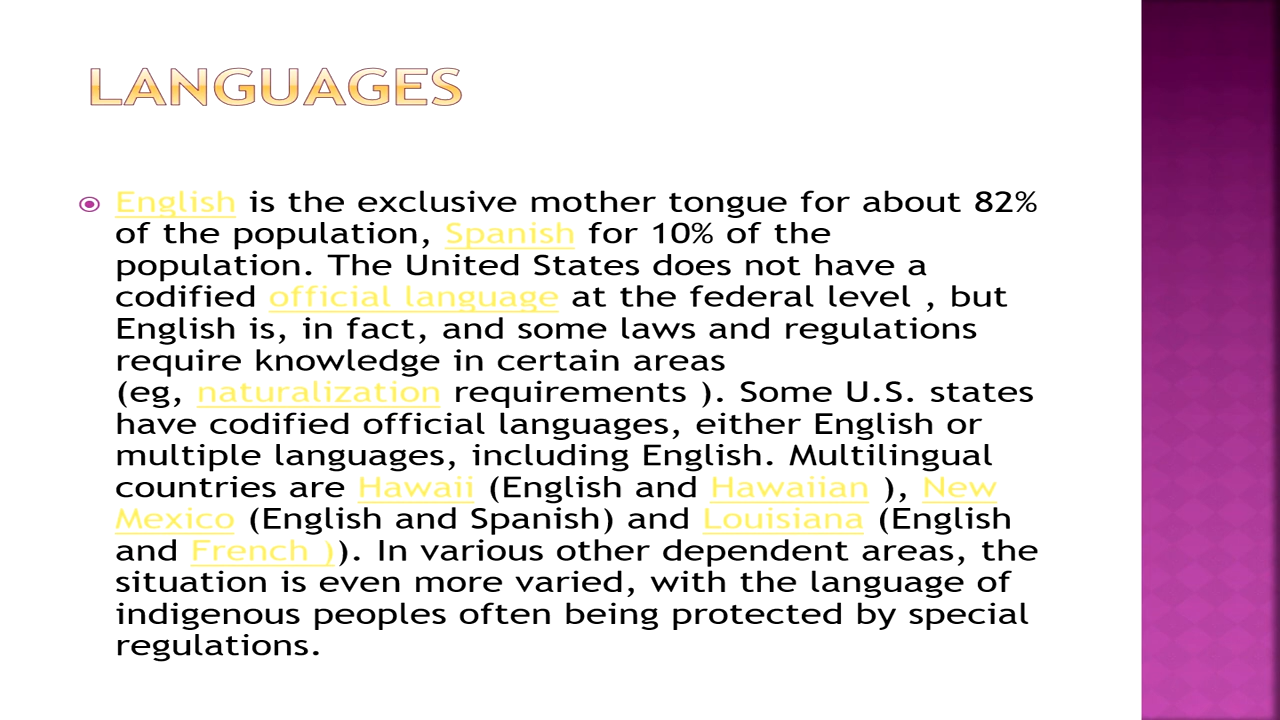 LANGUAGES
English is the exclusive mother tongue for about 82%
of the population, Spanish for 10% of the
population. The United States does not have a
codified official language at the federal level , but
English is, in fact, and some laws and regulations
require knowledge in certain areas
(eg, naturalization requirements ). Some U.S. states
have codified official languages, either English or
multiple languages, including English. Multilingual
countries are Hawaii (English and Hawaiian ), New
Mexico (English and Spanish) and Louisiana (English
and French )). In various other dependent areas, the
situation is even more varied, with the language of
indigenous peoples often being protected by special
regulations.